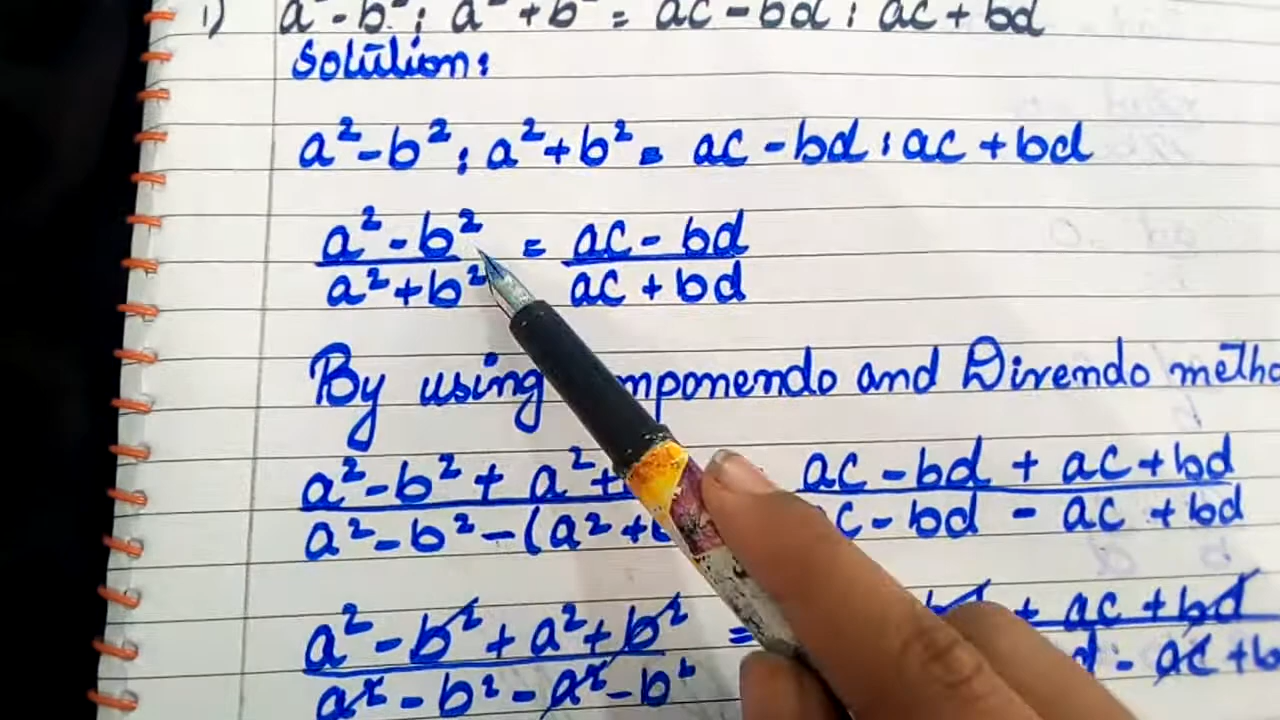 i) a² - b² : a² + b² = ac - bd : ac + bd
Solution:
a² - b² : a² + b² = ac - bd : ac + bd
a² - b² / a² + b² = ac - bd / ac + bd
By using mponendo and Divendo metho
a² - b² + a² + ac - bd + ac + bd
a² - b² - (a² + c - bd - ac + bd
a² - b² + a² + b² = + ac + bd
a² - b² - a² - b² d - ac + b